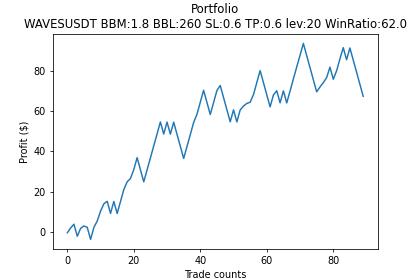 Portfolio
WAVESUSDT BBM:1.8 BBL:260 SL:0.6 TP:0.6 lev:20 WinRatio:62.0
Profit ($)
80
60
40
20
0
0 20 40 60 80
Trade counts